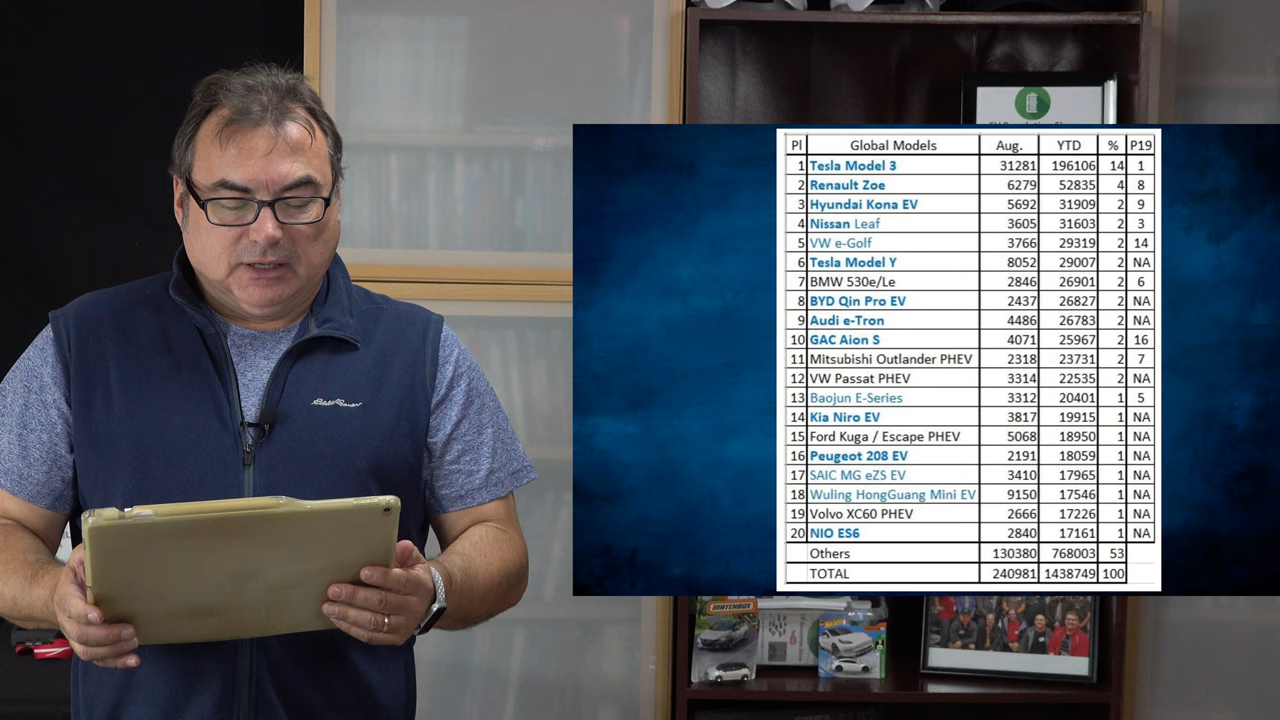 Pl Global Models Aug. YTD % P19
1 Tesla Model 3 31281 196106 14 1
2 Renault Zoe 6279 52835 4 8
3 Hyundai Kona EV 5692 31909 2 9
4 Nissan Leaf 3605 31603 2 3
5 VW e-Golf 3766 29319 2 14
6 Tesla Model Y 8052 29007 2 NA
7 BMW 530e/Le 2846 26901 2 6
8 BYD Qin Pro EV 2437 26827 2 NA
9 Audi e-Tron 4486 26783 2 NA
10 GAC Aion S 4071 25967 2 16
11 Mitsubishi Outlander PHEV 2318 23731 2 7
12 VW Passat PHEV 3314 22535 2 NA
13 Baojun E-Series 3312 20401 1 5
14 Kia Niro EV 3817 19915 1 NA
15 Ford Kuga / Escape PHEV 5068 18950 1 NA
16 Peugeot 208 EV 2191 18059 1 NA
17 SAIC MG eZS EV 3410 17965 1 NA
18 Wuling HongGuang Mini EV 9150 17546 1 NA
19 Volvo XC60 PHEV 2666 17226 1 NA
20 NIO ES6 2840 17161 1 NA
Others 130380 768003 53
TOTAL 240981 1438749 100
Eddie Bauer
MATCHBOX
Hot Wheels